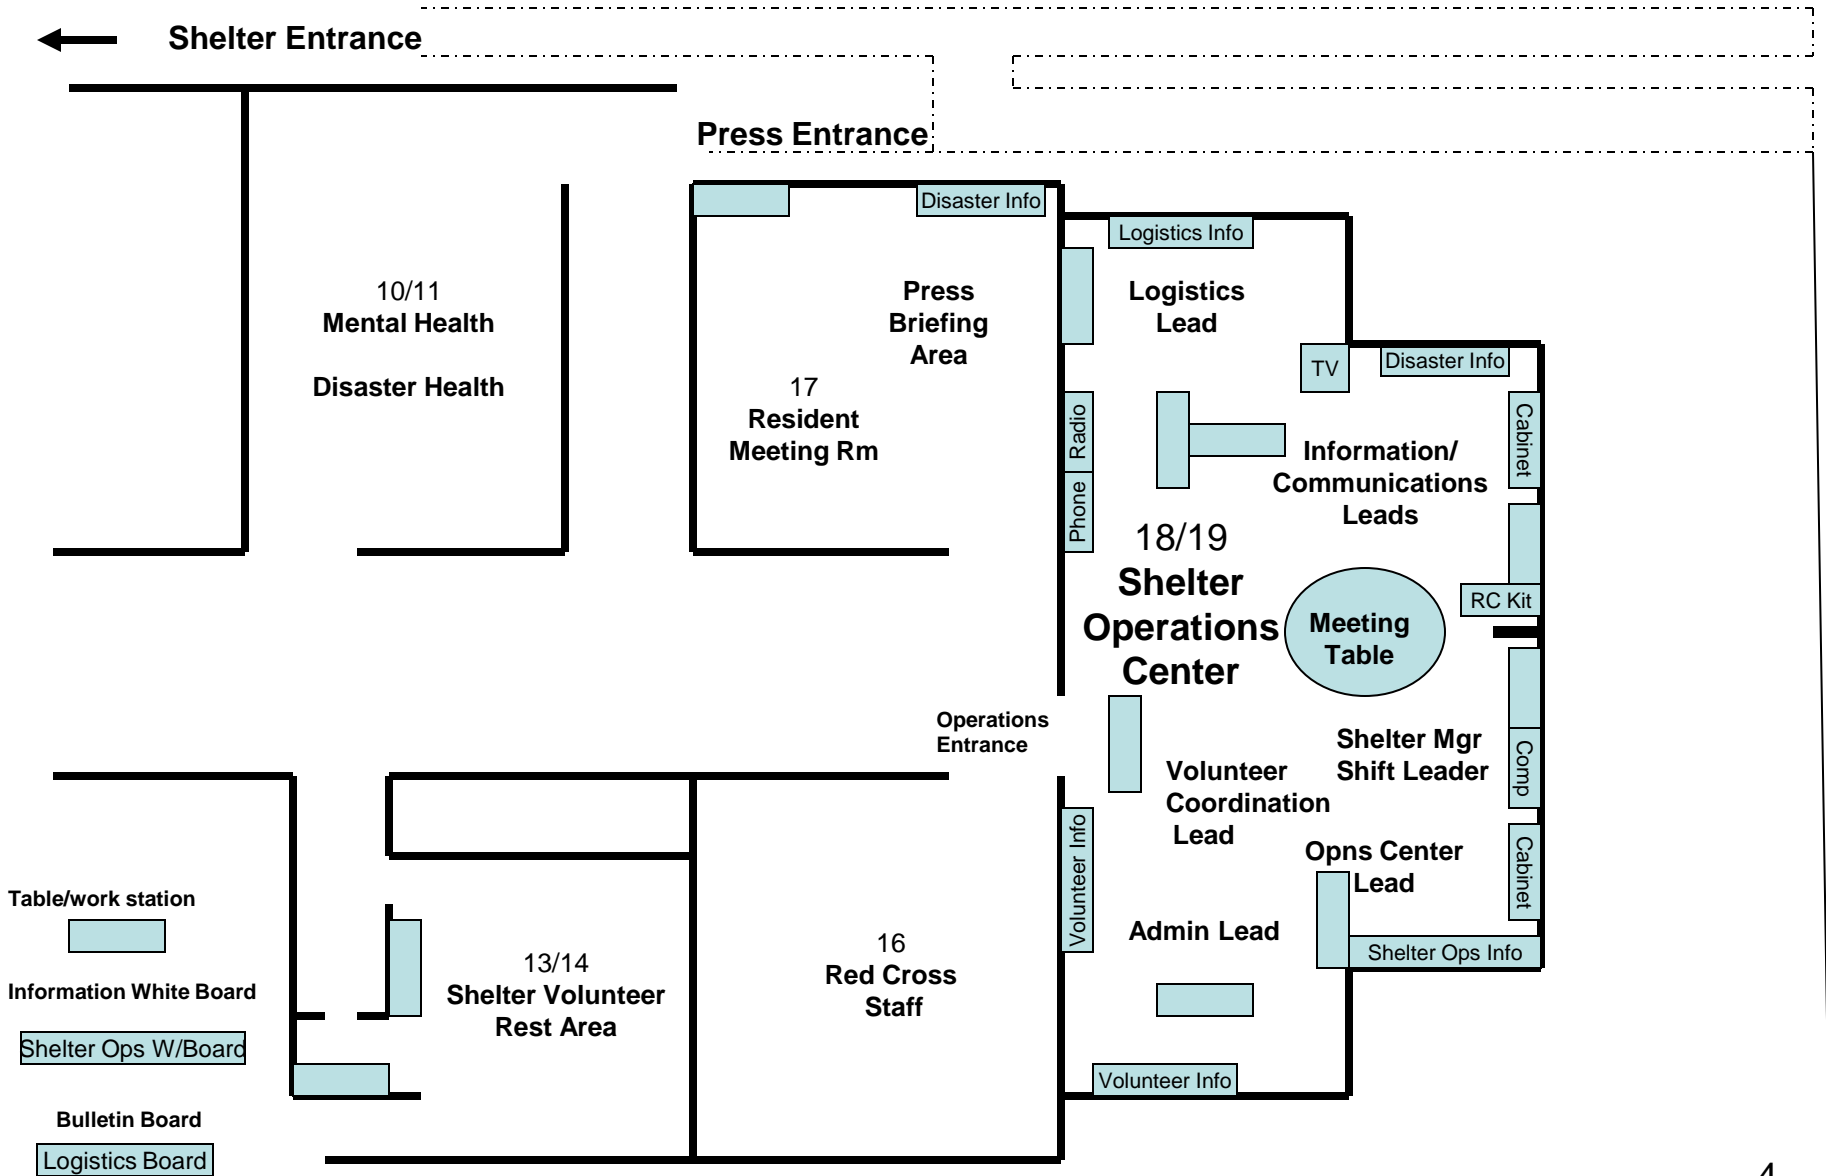 Shelter Entrance
Press Entrance
Disaster Info
Logistics Info
10/11
Mental Health
Disaster Health
Press
Briefing
Area
17
Resident
Meeting Rm
Logistics
Lead
TV
Disaster Info
Cabinet
Radio
Phone
Information/
Communications
Leads
18/19
Shelter
Operations
Center
Meeting
Table
RC Kit
Operations
Entrance
Shelter Mgr
Shift Leader
Comp
Volunteer
Coordination
Lead
Volunteer Info
Opns Center
Lead
Cabinet
Admin Lead
Shelter Ops Info
Volunteer Info
13/14
Shelter Volunteer
Rest Area
16
Red Cross
Staff
Table/work station
Information White Board
Shelter Ops W/Board
Bulletin Board
Logistics Board
4